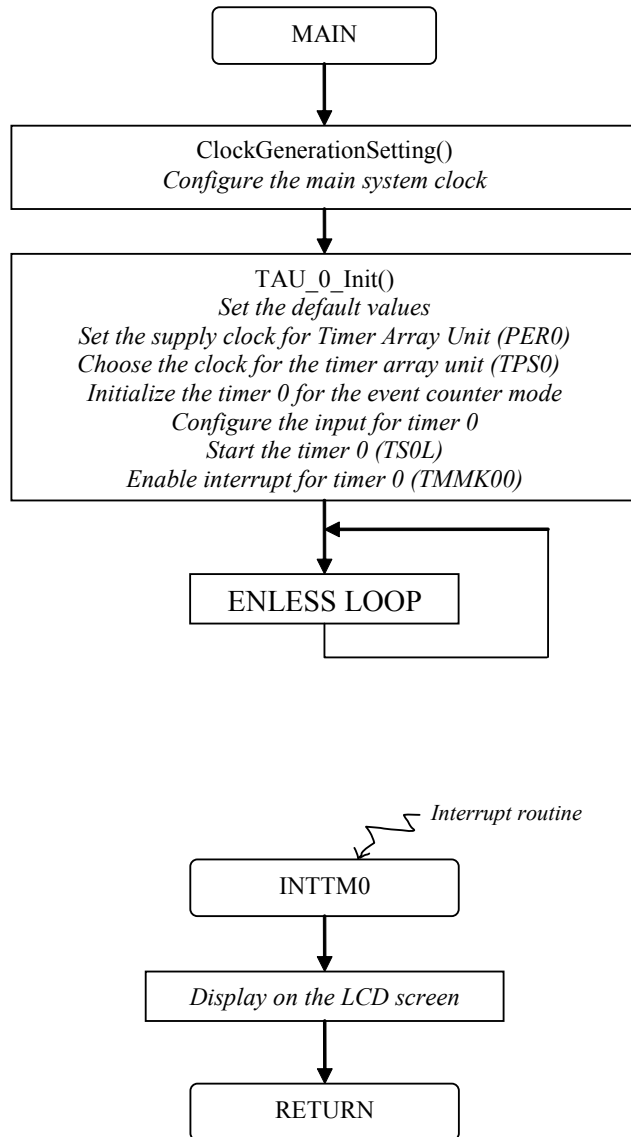 MAIN
ClockGenerationSetting()
Configure the main system clock
TAU_0_Init()
Set the default values
Set the supply clock for Timer Array Unit (PER0)
Choose the clock for the timer array unit (TPS0)
Initialize the timer 0 for the event counter mode
Configure the input for timer 0
Start the timer 0 (TS0L)
Enable interrupt for timer 0 (TMMK00)
ENLESS LOOP
Interrupt routine
INTTM0
Display on the LCD screen
RETURN